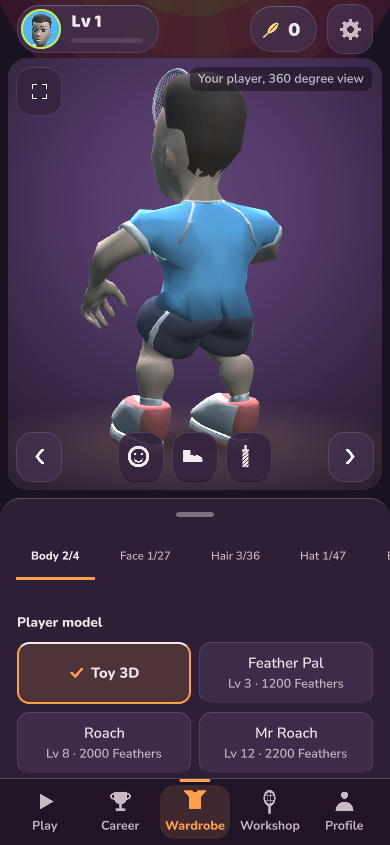 Lv 1
0
Your player, 360 degree view
Body 2/4
Face 1/27
Hair 3/36
Hat 1/47
Player model
Toy 3D
Feather Pal
Lv 3 · 1200 Feathers
Roach
Lv 8 · 2000 Feathers
Mr Roach
Lv 12 · 2200 Feathers
Play
Career
Wardrobe
Workshop
Profile